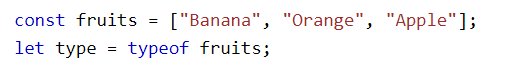 const fruits = ["Banana", "Orange", "Apple"];
let type = typeof fruits;